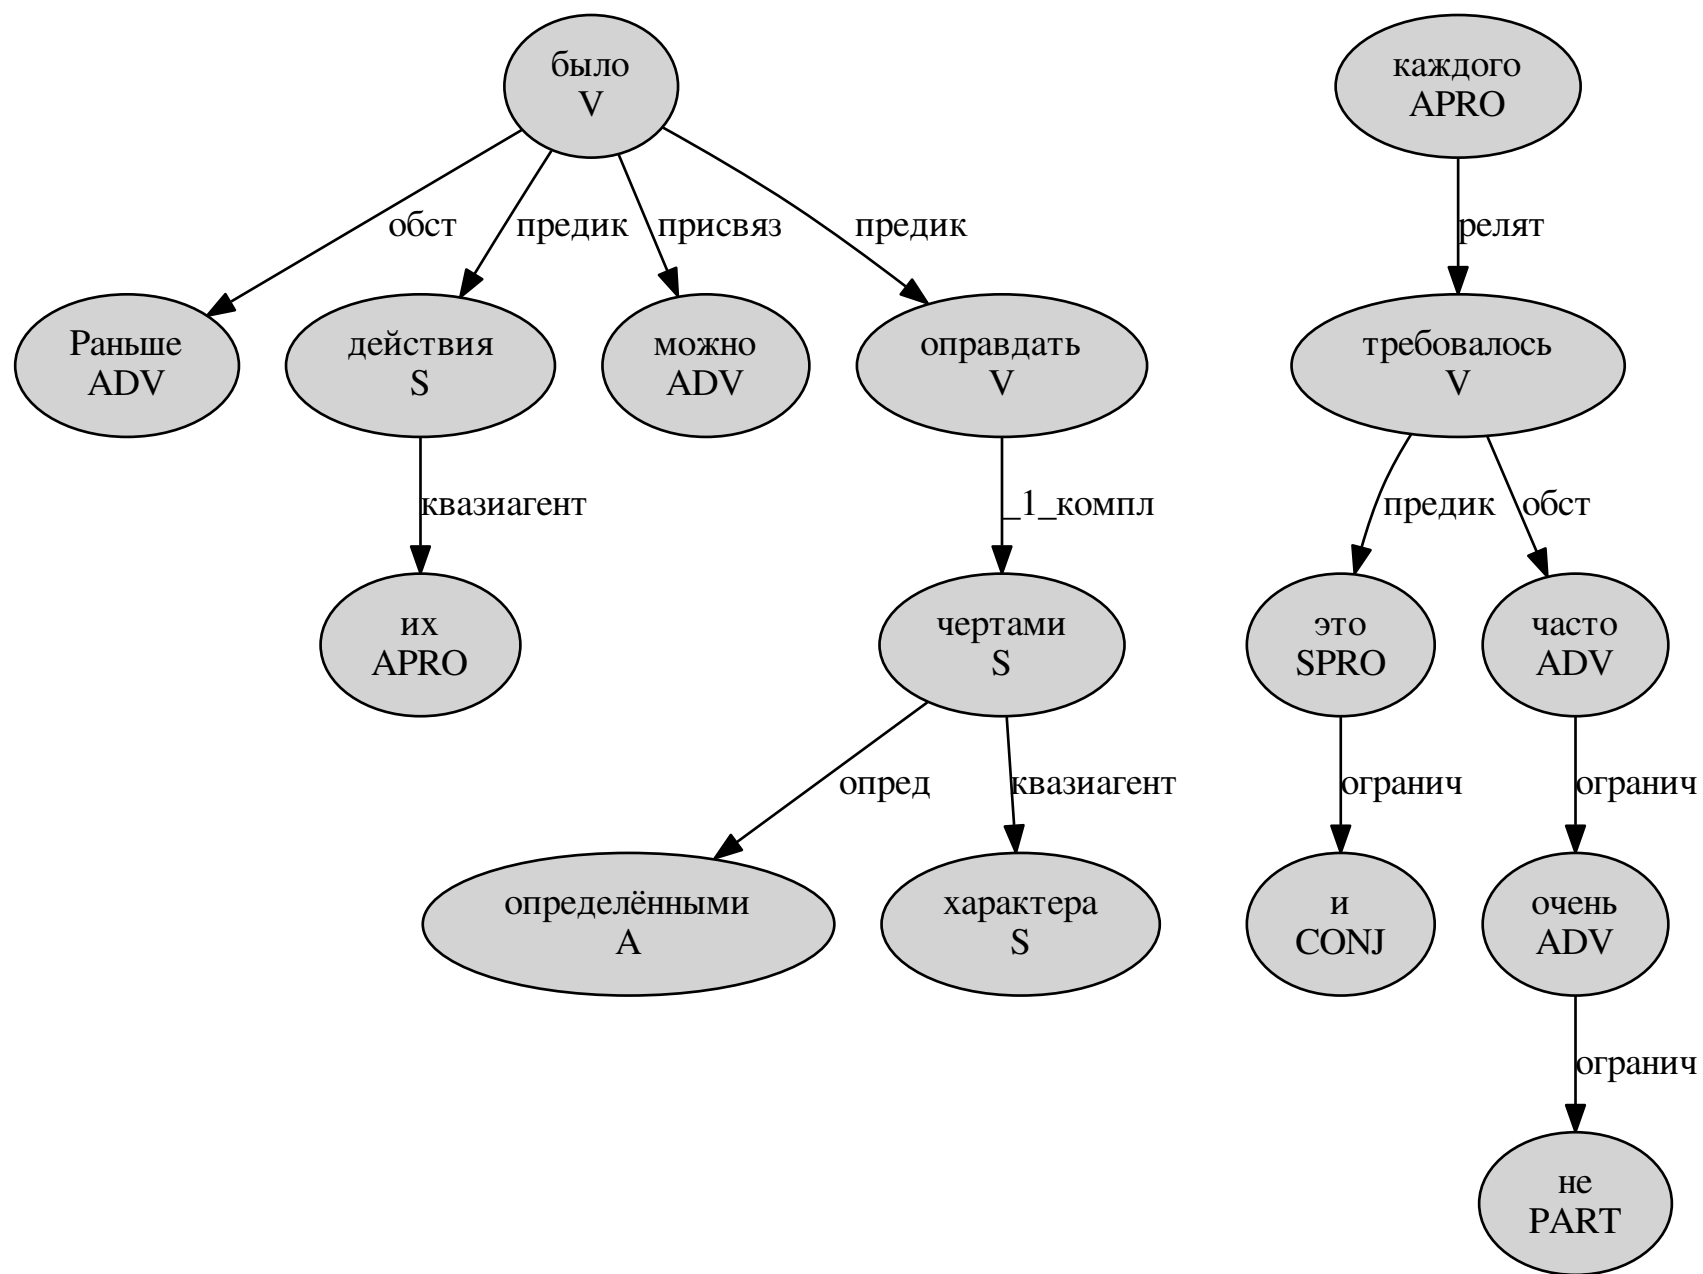 было
V
каждого
APRO
обст
предик
присвяз
предик
релят
Раньше
ADV
действия
S
можно
ADV
оправдать
V
требовалось
V
квазиагент
_1_компл
предик
обст
их
APRO
чертами
S
это
SPRO
часто
ADV
опред
квазиагент
огранич
огранич
определёнными
A
характера
S
и
CONJ
очень
ADV
огранич
не
PART